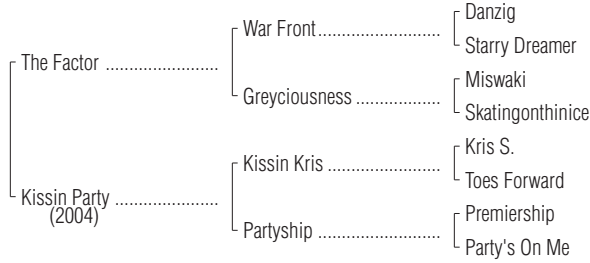 Danzig
War Front
Starry Dreamer
The Factor
Miswaki
Greyciousness
Skatingonthinice
Kris S.
Kissin Kris
Toes Forward
Kissin Party
(2004)
Premiership
Partyship
Party's On Me